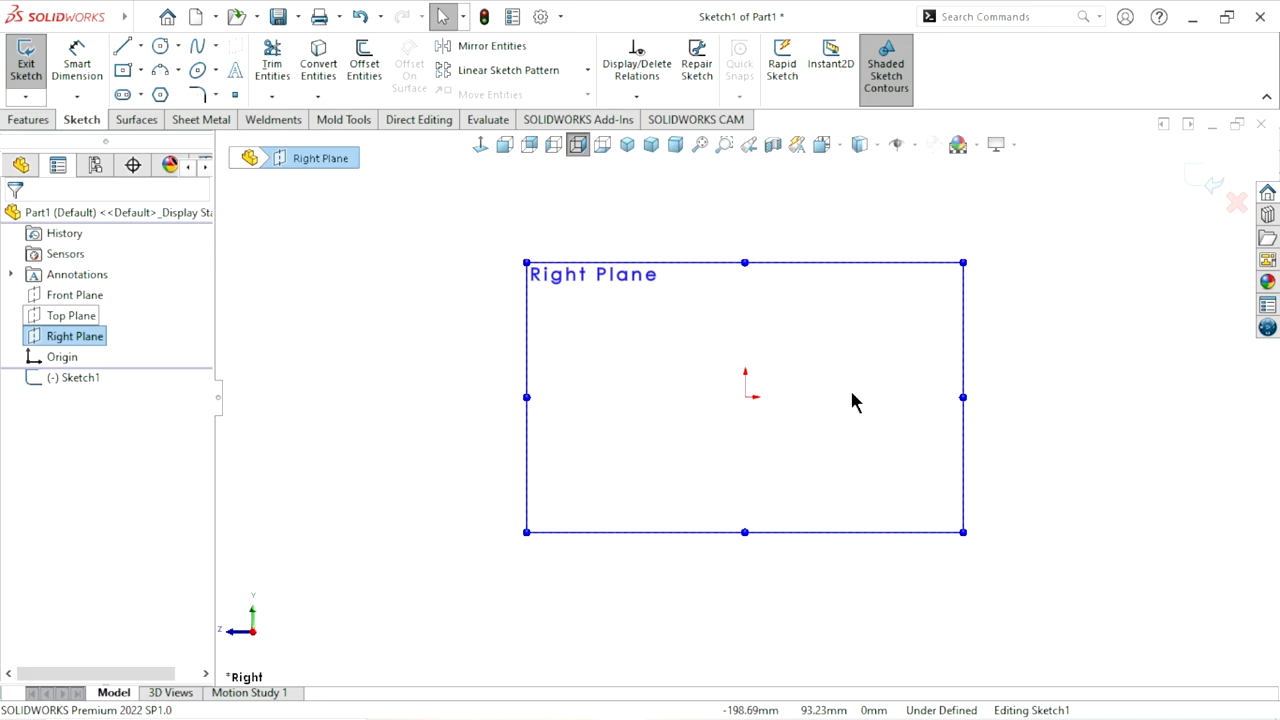 SOLIDWORKS
Sketch1 of Part1 *
Search Commands
Exit Sketch
Smart Dimension
Trim Entities
Convert Entities
Offset Entities
Offset On Surface
Mirror Entities
Linear Sketch Pattern
Move Entities
Display/Delete Relations
Repair Sketch
Quick Snaps
Rapid Sketch
Instant2D
Shaded Sketch Contours
Features
Sketch
Surfaces
Sheet Metal
Weldments
Mold Tools
Direct Editing
Evaluate
SOLIDWORKS Add-Ins
SOLIDWORKS CAM
Right Plane
Part1 (Default) <<Default>_Display Sta
History
Sensors
Annotations
Front Plane
Top Plane
Right Plane
Origin
(-) Sketch1
Right Plane
Y
Z
*Right
Model
3D Views
Motion Study 1
SOLIDWORKS Premium 2022 SP1.0
-198.69mm
93.23mm
0mm
Under Defined
Editing Sketch1